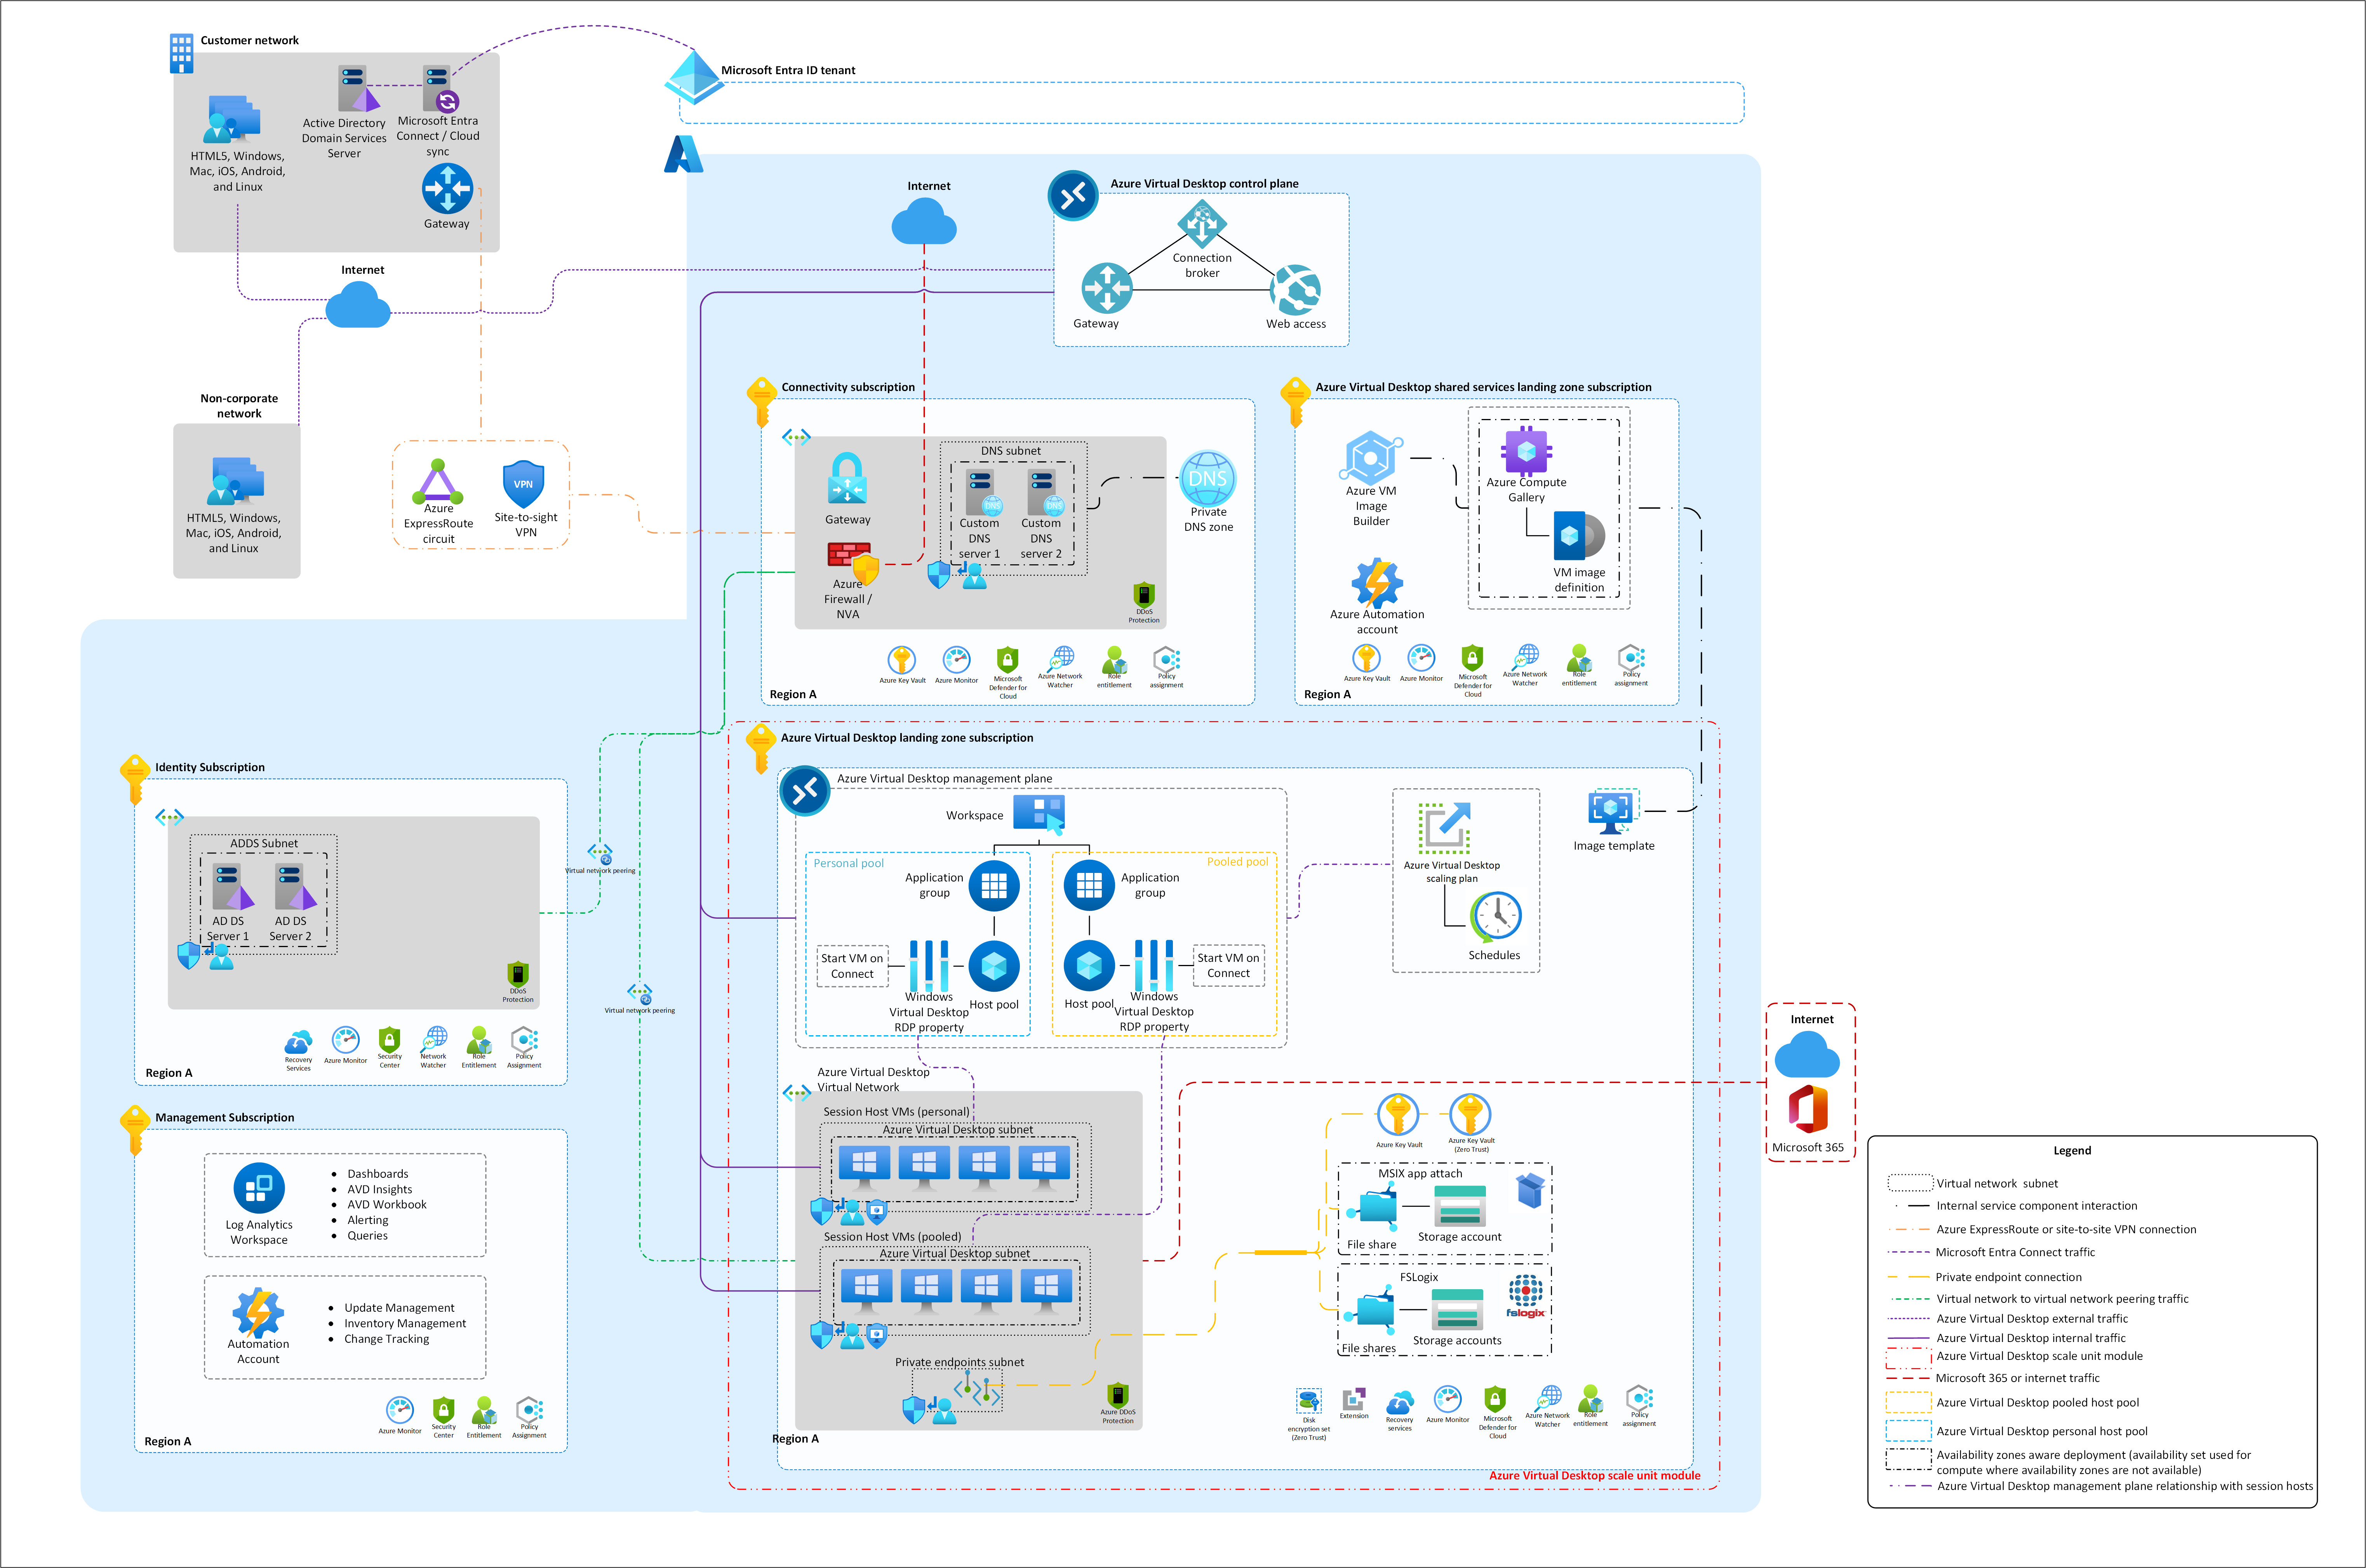 Customer network
HTML5, Windows,
Mac, iOS, Android,
and Linux
Active Directory
Domain Services
Server
Microsoft Entra
Connect / Cloud
sync
Gateway
Internet
Non-corporate
network
HTML5, Windows,
Mac, iOS, Android,
and Linux
Azure
ExpressRoute
circuit
VPN
Site-to-sight
VPN
Microsoft Entra ID tenant
Internet
Azure Virtual Desktop control plane
Connection
broker
Gateway
Web access
Connectivity subscription
Gateway
Azure
Firewall /
NVA
DNS subnet
DNS
DNS
Custom
DNS
server 1
Custom
DNS
server 2
DDoS
Protection
DNS
Private
DNS zone
Azure Key Vault
Azure Monitor
Microsoft
Defender for
Cloud
Azure Network
Watcher
Role
entitlement
Policy
assignment
Region A
Azure Virtual Desktop shared services landing zone subscription
Azure VM
Image
Builder
Azure Compute
Gallery
VM image
definition
Azure Automation
account
Azure Key Vault
Azure Monitor
Microsoft
Defender for
Cloud
Azure Network
Watcher
Role
entitlement
Policy
assignment
Region A
Identity Subscription
ADDS Subnet
AD DS
Server 1
AD DS
Server 2
DDoS
Protection
Recovery
Services
Azure Monitor
Security
Center
Network
Watcher
Role
Entitlement
Policy
Assignment
Region A
Virtual network peering
Virtual network peering
Management Subscription
Log Analytics
Workspace
Dashboards
AVD Insights
AVD Workbook
Alerting
Queries
Automation
Account
Update Management
Inventory Management
Change Tracking
Azure Monitor
Security
Center
Role
Entitlement
Policy
Assignment
Region A
Azure Virtual Desktop landing zone subscription
Azure Virtual Desktop management plane
Workspace
Personal pool
Application
group
Start VM on
Connect
Windows
Virtual Desktop
RDP property
Host pool
Pooled pool
Application
group
Host pool
Windows
Virtual Desktop
RDP property
Start VM on
Connect
Azure Virtual Desktop
scaling plan
Schedules
Image template
Azure Virtual Desktop
Virtual Network
Session Host VMs (personal)
Azure Virtual Desktop subnet
Session Host VMs (pooled)
Azure Virtual Desktop subnet
Private endpoints subnet
Azure DDoS
Protection
Region A
Azure Key Vault
Azure Key Vault
(Zero Trust)
MSIX app attach
File share
Storage account
FSLogix
fslogix
File shares
Storage accounts
Disk
encryption set
(Zero Trust)
Extension
Recovery
services
Azure Monitor
Microsoft
Defender for
Cloud
Azure Network
Watcher
Role
entitlement
Policy
assignment
Azure Virtual Desktop scale unit module
Internet
Microsoft 365
Legend
Virtual network subnet
Internal service component interaction
Azure ExpressRoute or site-to-site VPN connection
Microsoft Entra Connect traffic
Private endpoint connection
Virtual network to virtual network peering traffic
Azure Virtual Desktop external traffic
Azure Virtual Desktop internal traffic
Azure Virtual Desktop scale unit module
Microsoft 365 or internet traffic
Azure Virtual Desktop pooled host pool
Azure Virtual Desktop personal host pool
Availability zones aware deployment (availability set used for
compute where availability zones are not available)
Azure Virtual Desktop management plane relationship with session hosts